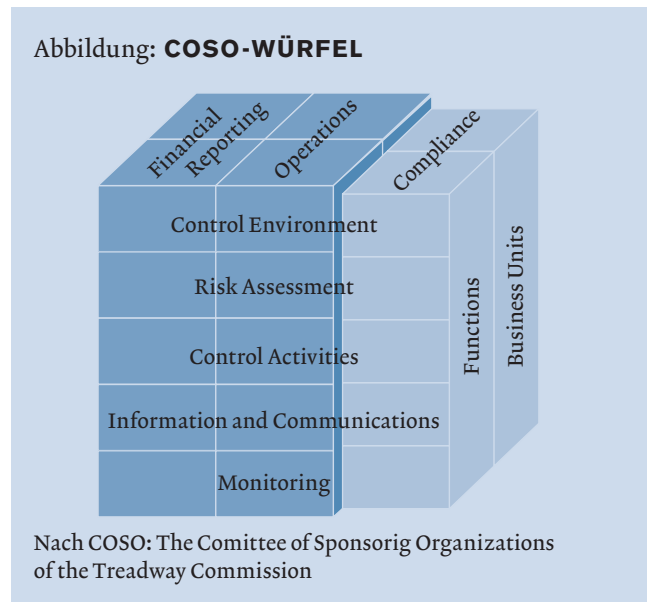 Abbildung: COSO-WÜRFEL
Financial
Reporting
Operations
Compliance
Control Environment
Risk Assessment
Control Activities
Information and Communications
Monitoring
Functions
Business Units
Nach COSO: The Comittee of Sponsorig Organizations
of the Treadway Commission